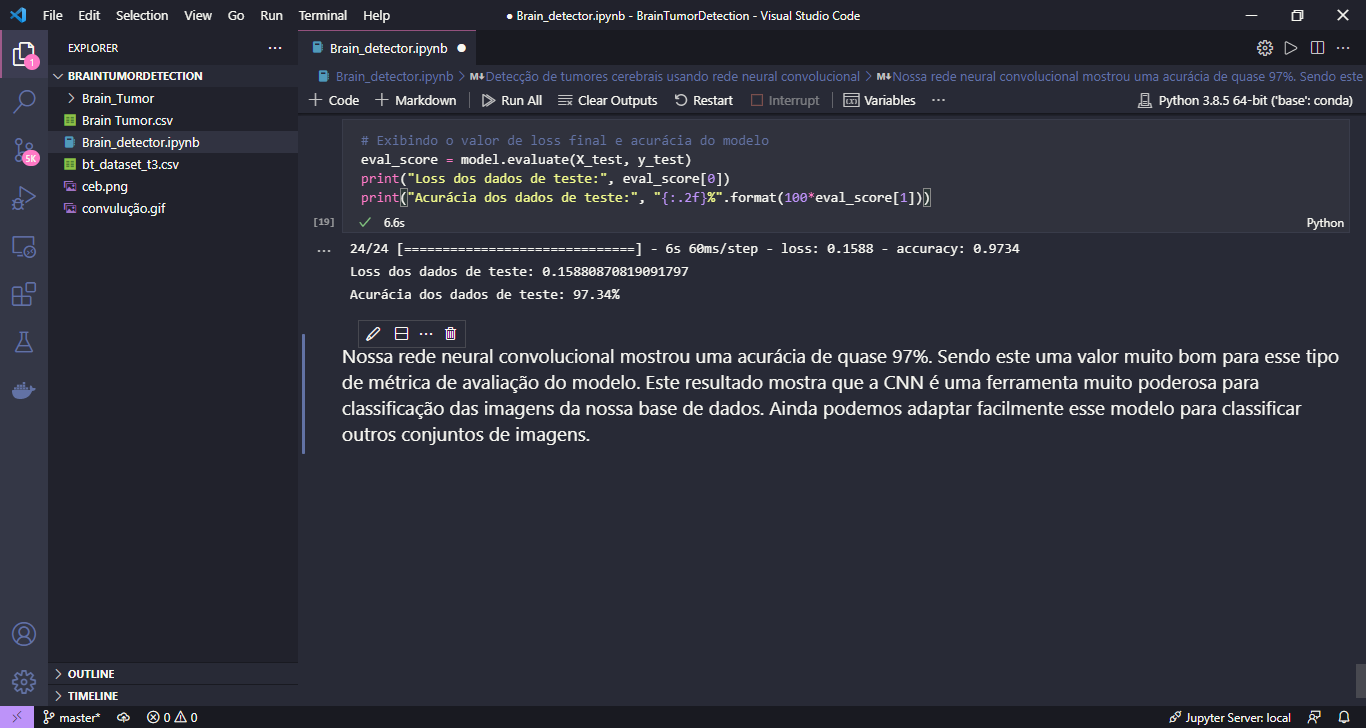 File Edit Selection View Go Run Terminal Help
● Brain_detector.ipynb - BrainTumorDetection - Visual Studio Code
EXPLORER
BRAINTUMORDETECTION
Brain_Tumor
Brain Tumor.csv
Brain_detector.ipynb
bt_dataset_t3.csv
ceb.png
convulução.gif
OUTLINE
TIMELINE
1
5K
Brain_detector.ipynb ●
Brain_detector.ipynb > M↓Detecção de tumores cerebrais usando rede neural convolucional > M↓Nossa rede neural convolucional mostrou uma acurácia de quase 97%. Sendo este
+ Code + Markdown Run All Clear Outputs Restart Interrupt Variables ··· Python 3.8.5 64-bit ('base': conda)
# Exibindo o valor de loss final e acurácia do modelo
eval_score = model.evaluate(X_test, y_test)
print("Loss dos dados de teste:", eval_score[0])
print("Acurácia dos dados de teste:", "{:.2f}%".format(100*eval_score[1]))
[19] ✓ 6.6s Python
24/24 [==============================] - 6s 60ms/step - loss: 0.1588 - accuracy: 0.9734
Loss dos dados de teste: 0.15880870819091797
Acurácia dos dados de teste: 97.34%
Nossa rede neural convolucional mostrou uma acurácia de quase 97%. Sendo este uma valor muito bom para esse tipo
de métrica de avaliação do modelo. Este resultado mostra que a CNN é uma ferramenta muito poderosa para
classificação das imagens da nossa base de dados. Ainda podemos adaptar facilmente esse modelo para classificar
outros conjuntos de imagens.
master* 0 0 Jupyter Server: local